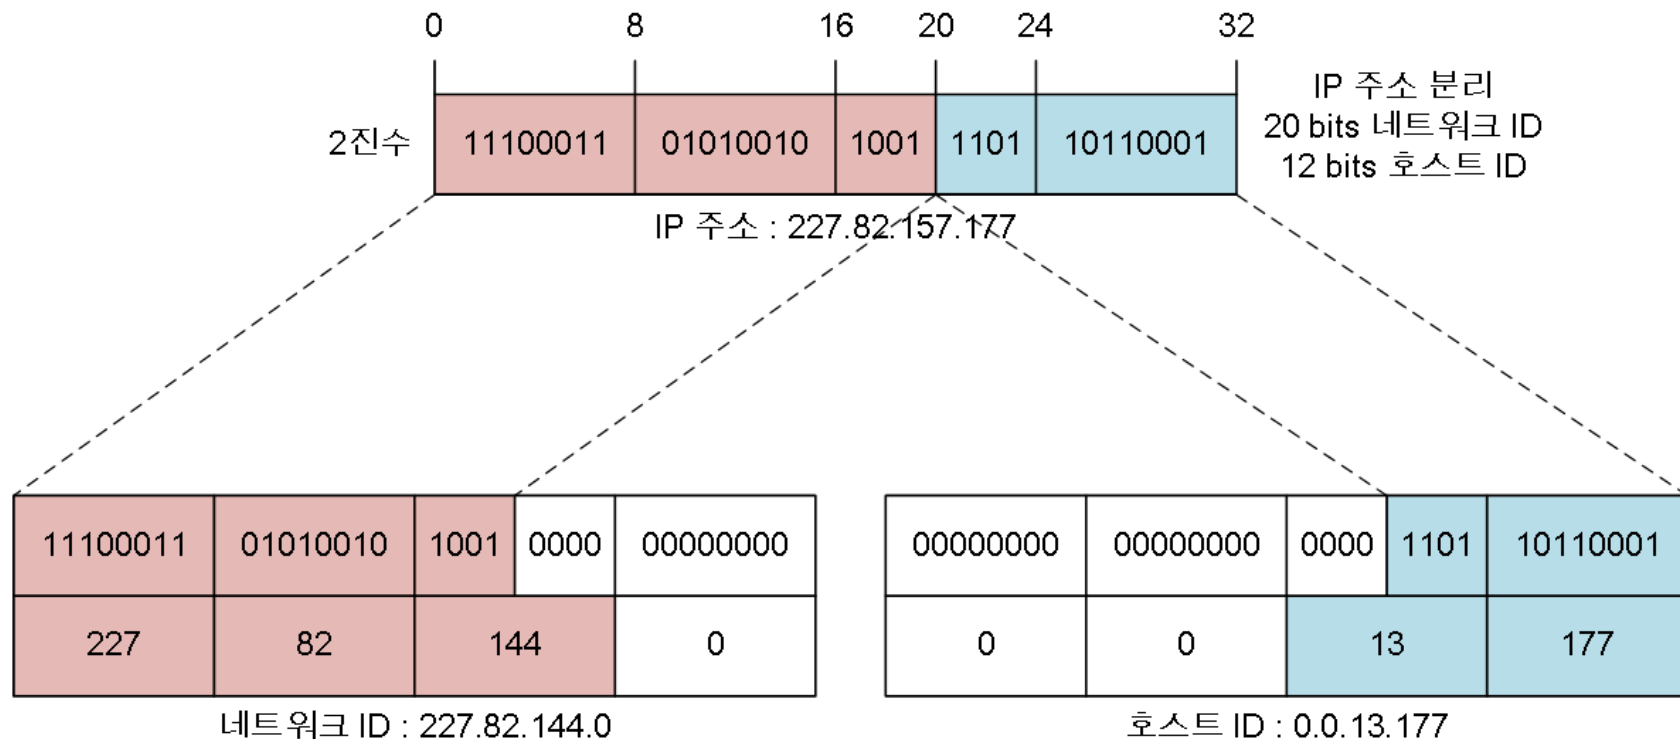 0 8 16 20 24 32
2진수 11100011 01010010 1001 1101 10110001
IP 주소 분리
20 bits 네트워크 ID
12 bits 호스트 ID
IP 주소 : 227.82.157.177
11100011 01010010 1001 0000 00000000
227 82 144 0
네트워크 ID : 227.82.144.0
00000000 00000000 0000 1101 10110001
0 0 13 177
호스트 ID : 0.0.13.177